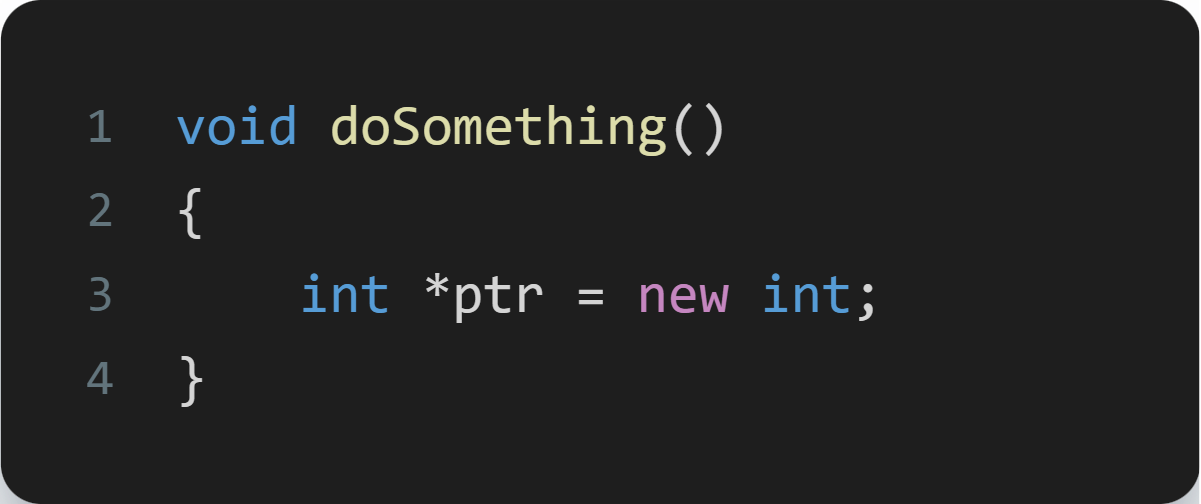 1 void doSomething()
2 {
3     int *ptr = new int;
4 }